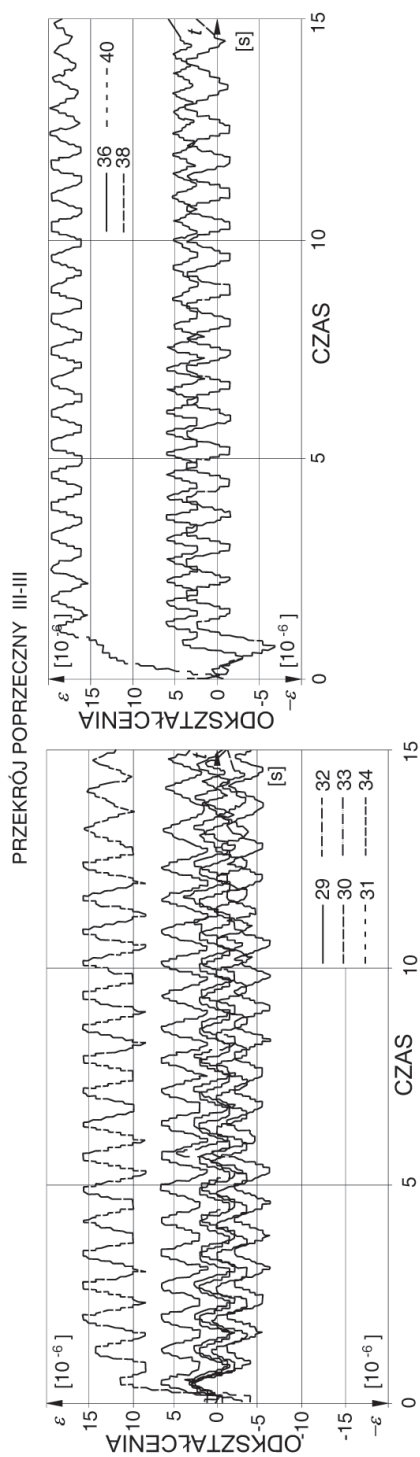 PRZEKRÓJ POPRZECZNY III-III
ε [10⁻⁶]
15
10
5
0
-5
-10
-15
-ε [10⁻⁶]
ODKSZTAŁCENIA
0 5 10 15
CZAS
t
[s]
29 32
30 33
31 34
ε [10⁻⁶]
15
10
5
0
-5
-ε [10⁻⁶]
ODKSZTAŁCENIA
0 5 10 15
CZAS
t
[s]
36 40
38